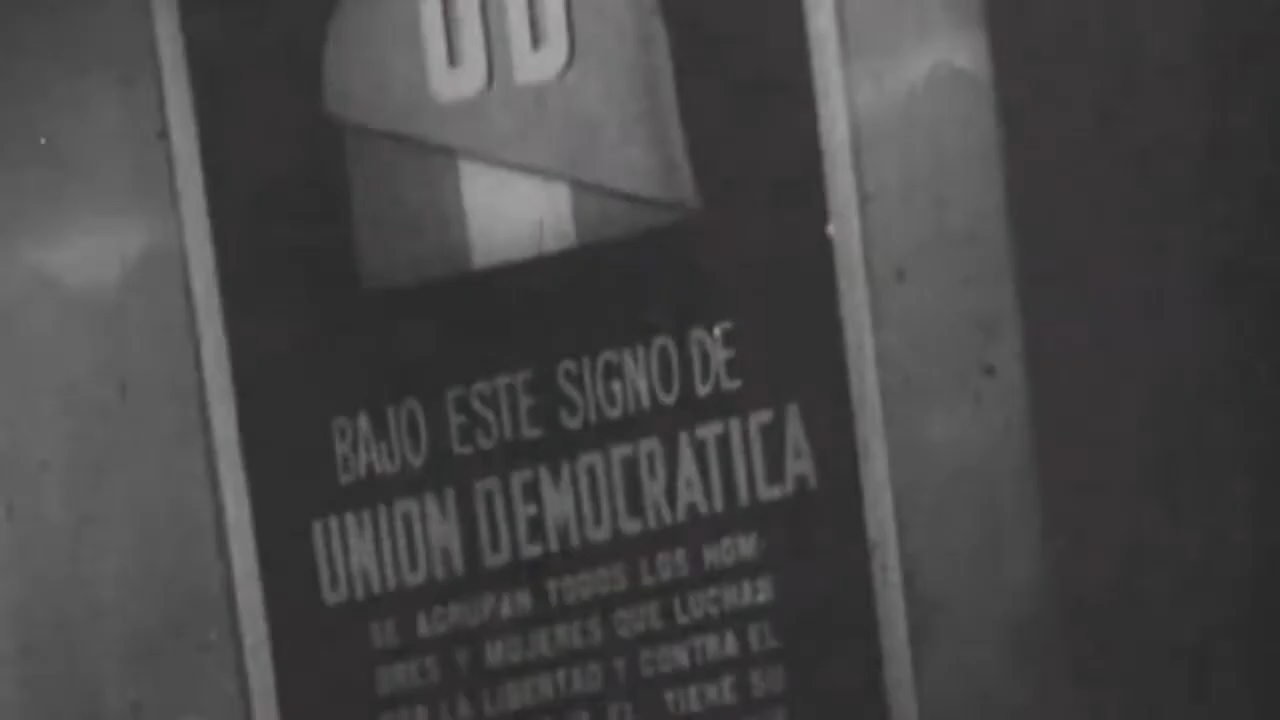 UD
BAJO ESTE SIGNO DE
UNION DEMOCRATICA
SE AGRUPAN TODOS LOS HOM-
BRES Y MUJERES QUE LUCHAN
POR LA LIBERTAD Y CONTRA EL
EL TIENE SU